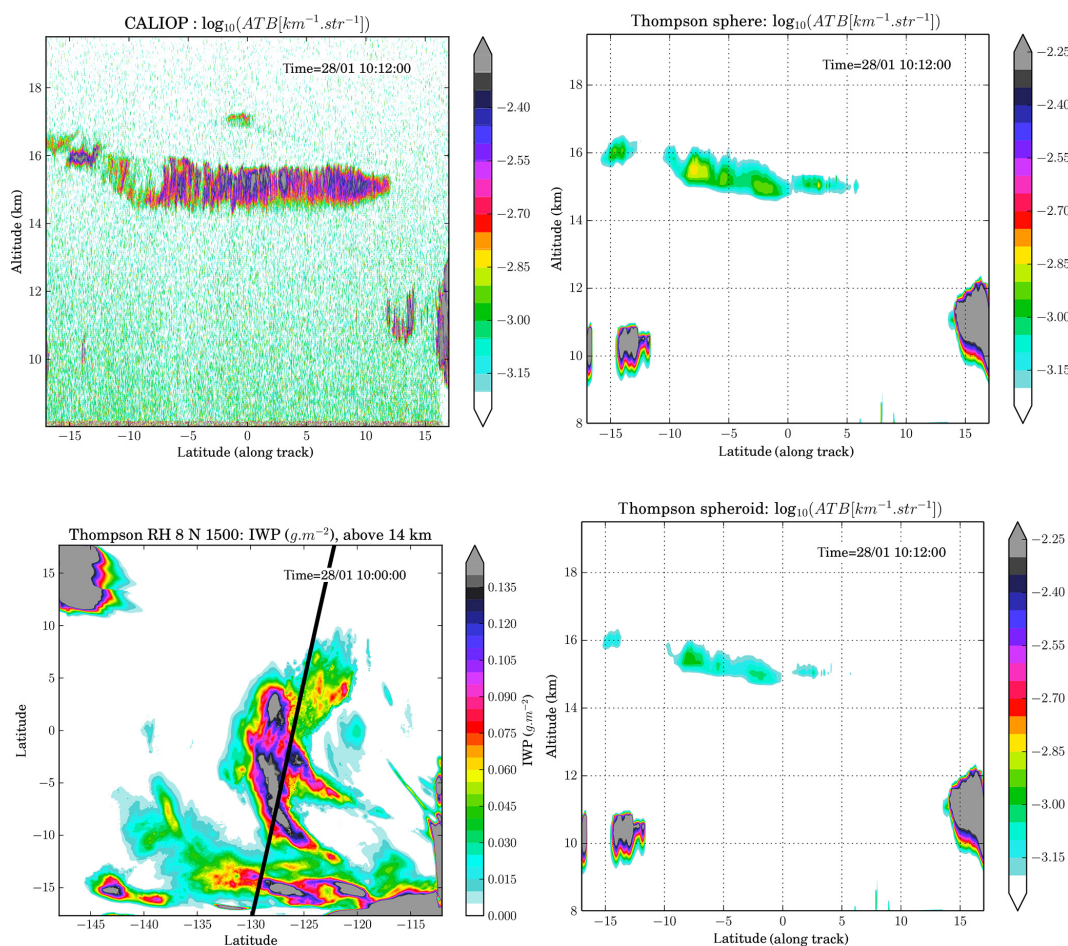 CALIOP : log₁₀(ATB[km⁻¹.str⁻¹])
Time=28/01 10:12:00
18
16
14
12
10
Altitude (km)
−15 −10 −5 0 5 10 15
Latitude (along track)
−2.40
−2.55
−2.70
−2.85
−3.00
−3.15
Thompson sphere: log₁₀(ATB[km⁻¹.str⁻¹])
Time=28/01 10:12:00
18
16
14
12
10
8
Altitude (km)
−15 −10 −5 0 5 10 15
Latitude (along track)
−2.25
−2.40
−2.55
−2.70
−2.85
−3.00
−3.15
Thompson RH 8 N 1500: IWP (g.m⁻²), above 14 km
Time=28/01 10:00:00
15
10
5
0
−5
−10
−15
Latitude
−145 −140 −135 −130 −125 −120 −115
Latitude
0.135
0.120
0.105
0.090
0.075
0.060
0.045
0.030
0.015
0.000
IWP (g.m⁻²)
Thompson spheroid: log₁₀(ATB[km⁻¹.str⁻¹])
Time=28/01 10:12:00
18
16
14
12
10
8
Altitude (km)
−15 −10 −5 0 5 10 15
Latitude (along track)
−2.25
−2.40
−2.55
−2.70
−2.85
−3.00
−3.15